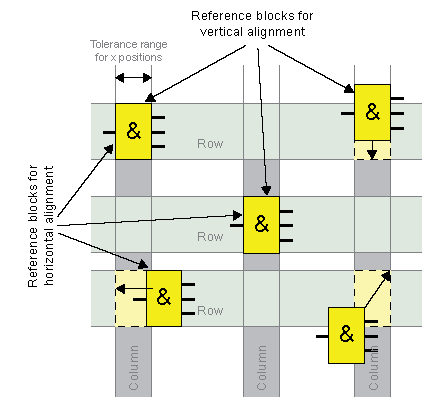 Reference blocks for
vertical alignment
Tolerance range
for x positions
&
&
Row
Reference blocks for
horizontal alignment
&
Row
&
Row
&
Column
Column
Column